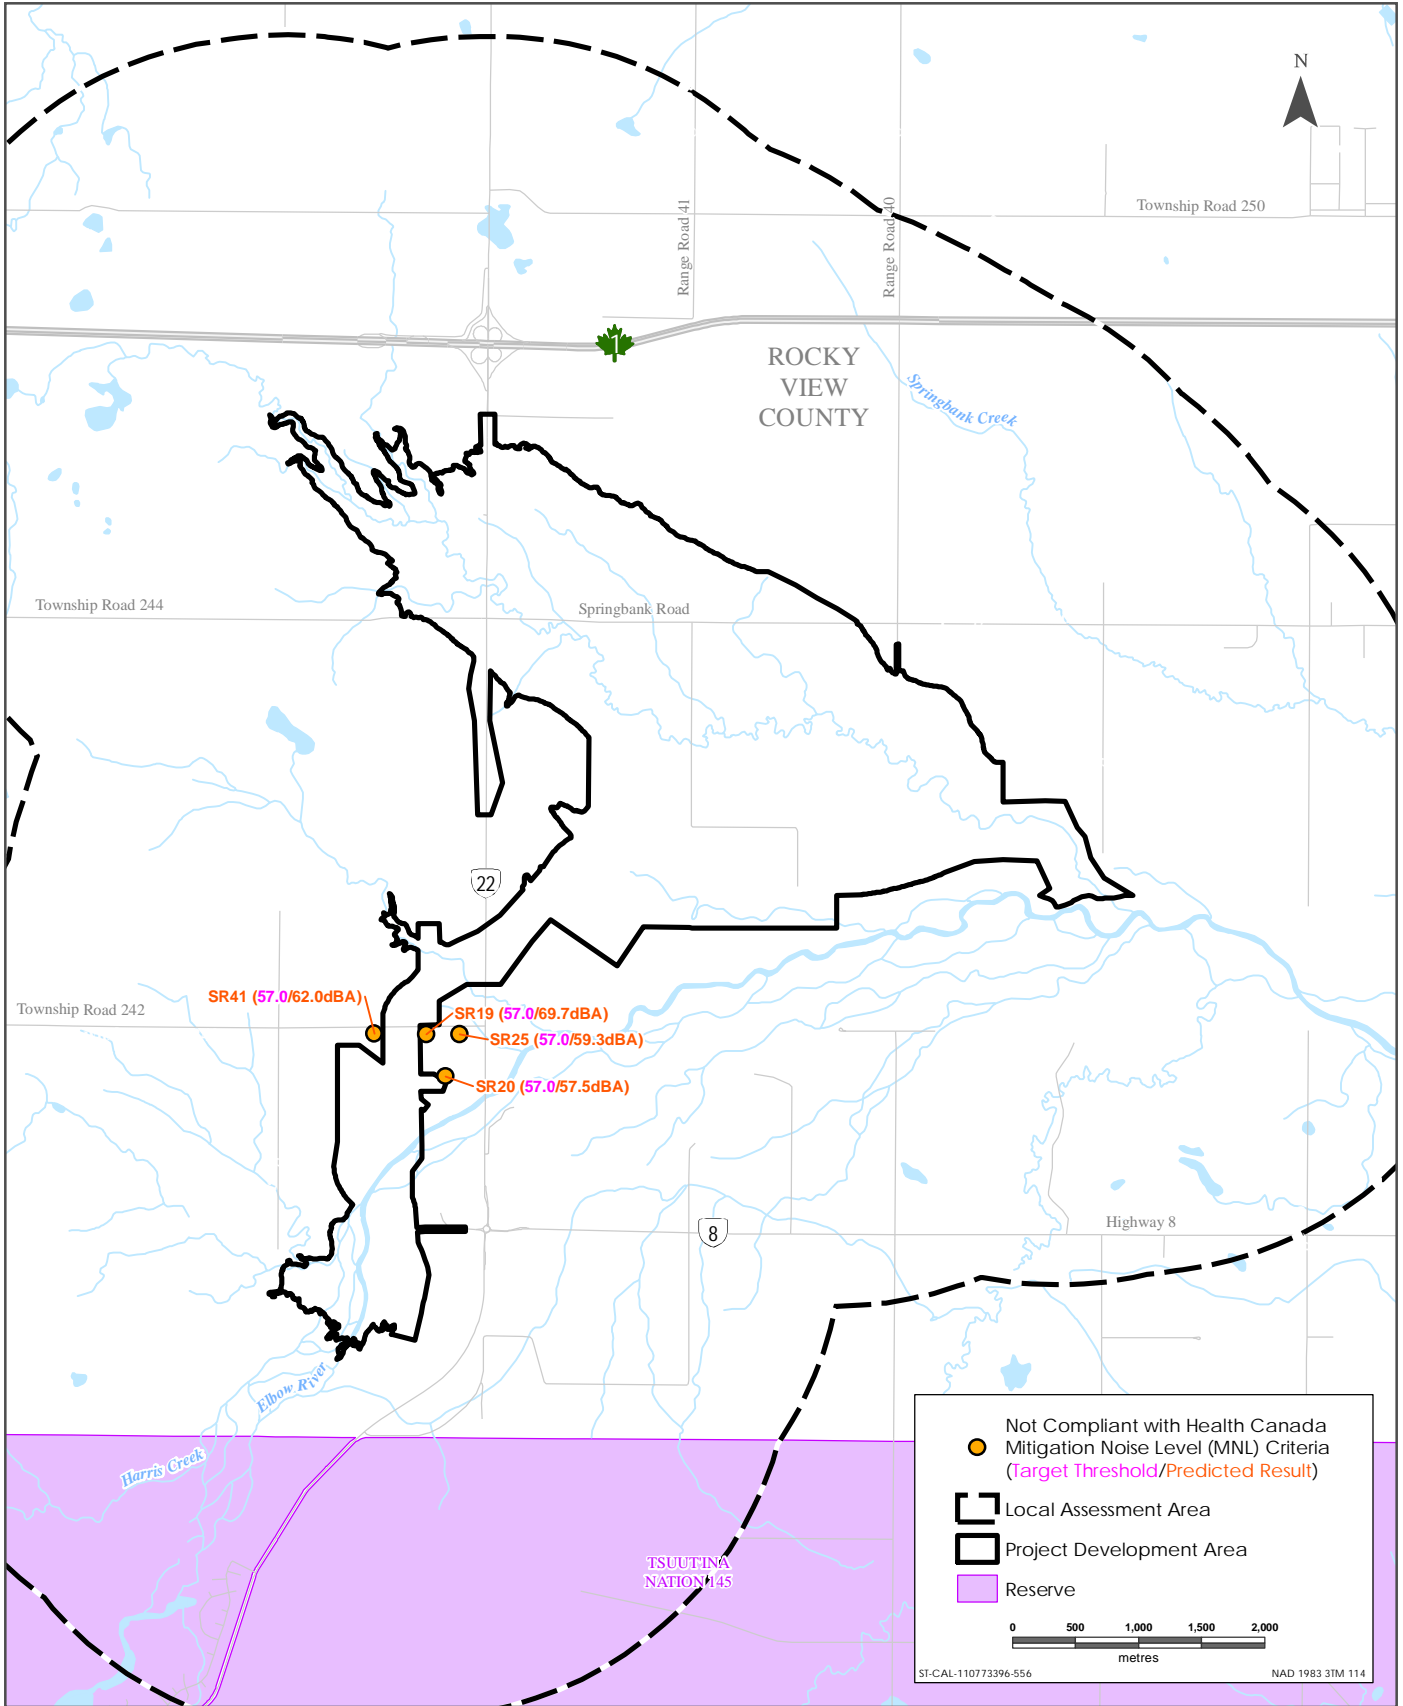 N
Township Road 250
Range Road 41
Range Road 40
1
ROCKY
VIEW
COUNTY
Springbank Creek
Township Road 244
Springbank Road
22
Township Road 242
SR41 (57.0/62.0dBA)
SR19 (57.0/69.7dBA)
SR25 (57.0/59.3dBA)
SR20 (57.0/57.5dBA)
Highway 8
8
Elbow River
Harris Creek
TSUUT'INA
NATION 145
Not Compliant with Health Canada
Mitigation Noise Level (MNL) Criteria
(Target Threshold/Predicted Result)
Local Assessment Area
Project Development Area
Reserve
0 500 1,000 1,500 2,000
metres
ST-CAL-110773396-556 NAD 1983 3TM 114